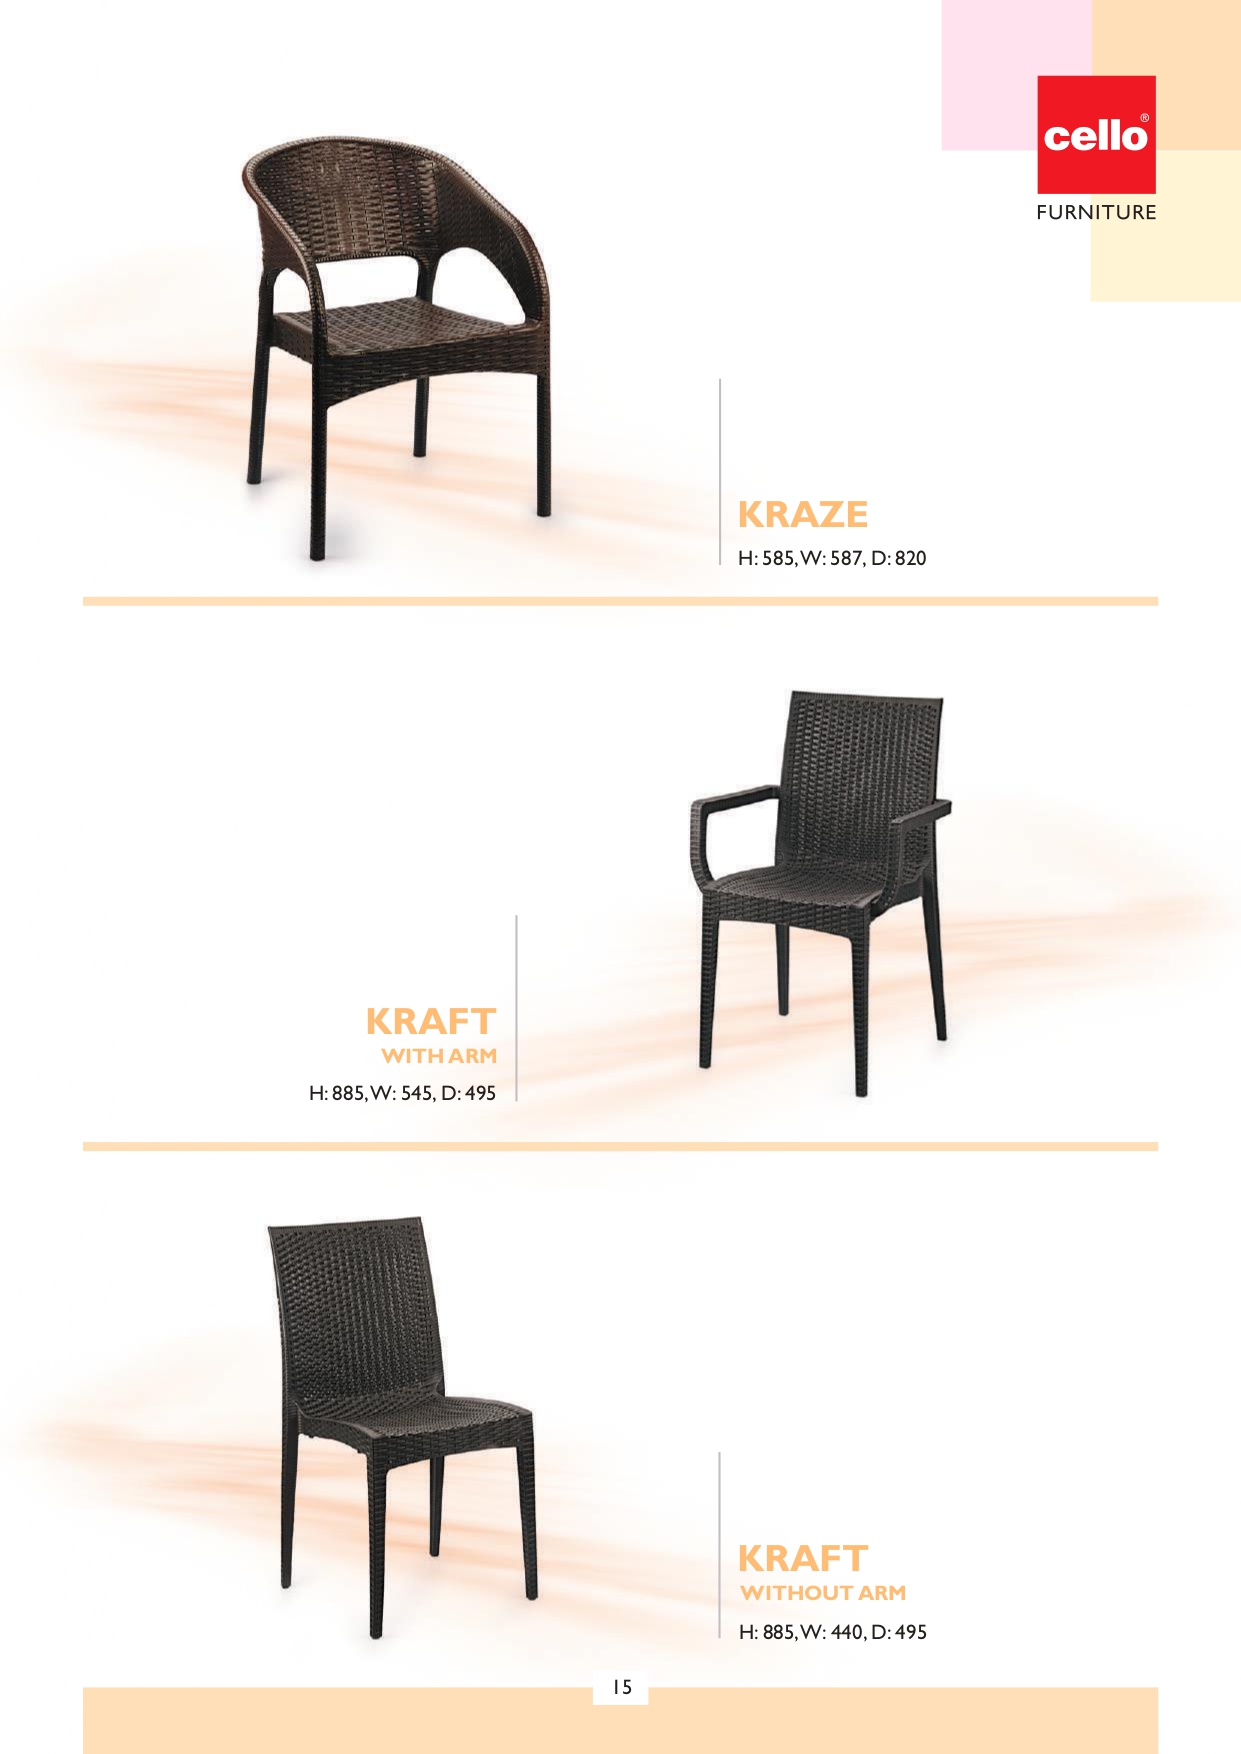 cello®
FURNITURE
KRAZE
H: 585, W: 587, D: 820
KRAFT
WITH ARM
H: 885, W: 545, D: 495
KRAFT
WITHOUT ARM
H: 885, W: 440, D: 495
15